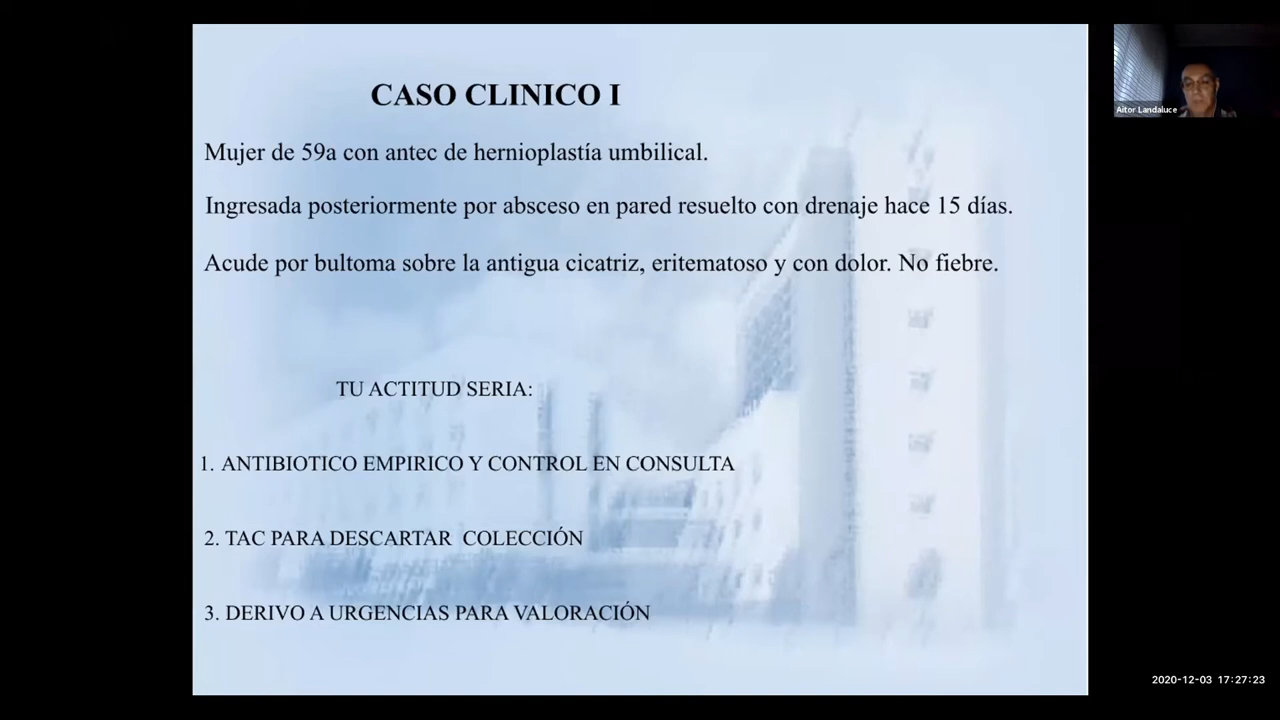 CASO CLINICO I
Mujer de 59a con antec de hernioplastía umbilical.
Ingresada posteriormente por absceso en pared resuelto con drenaje hace 15 días.
Acude por bultoma sobre la antigua cicatriz, eritematoso y con dolor. No fiebre.
TU ACTITUD SERIA:
1. ANTIBIOTICO EMPIRICO Y CONTROL EN CONSULTA
2. TAC PARA DESCARTAR COLECCIÓN
3. DERIVO A URGENCIAS PARA VALORACIÓN
Aitor Landaluce
2020-12-03 17:27:23